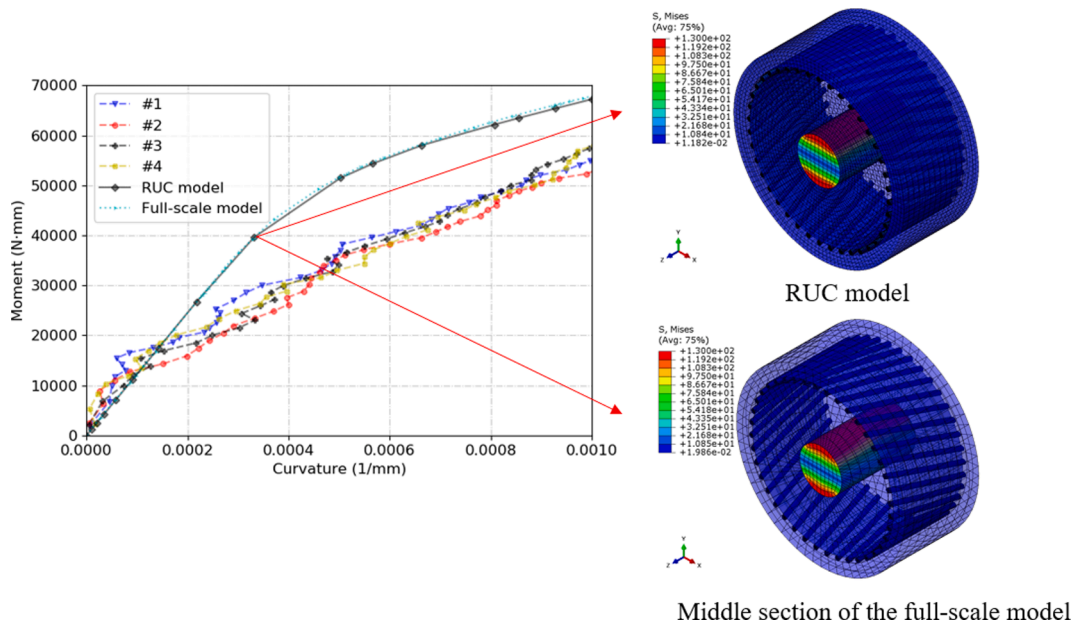 70000
60000
50000
40000
30000
20000
10000
0
Moment (N·mm)
#1
#2
#3
#4
RUC model
Full-scale model
0.0000
0.0002
0.0004
0.0006
0.0008
0.0010
Curvature (1/mm)
S, Mises
(Avg: 75%)
+1.300e+02
+1.192e+02
+1.083e+02
+9.750e+01
+8.667e+01
+7.584e+01
+6.501e+01
+5.417e+01
+4.334e+01
+3.251e+01
+2.168e+01
+1.084e+01
+1.182e-02
Y
Z
X
RUC model
S, Mises
(Avg: 75%)
+1.300e+02
+1.192e+02
+1.083e+02
+9.750e+01
+8.667e+01
+7.584e+01
+6.501e+01
+5.418e+01
+4.335e+01
+3.251e+01
+2.168e+01
+1.085e+01
+1.986e-02
Y
Z
X
Middle section of the full-scale model